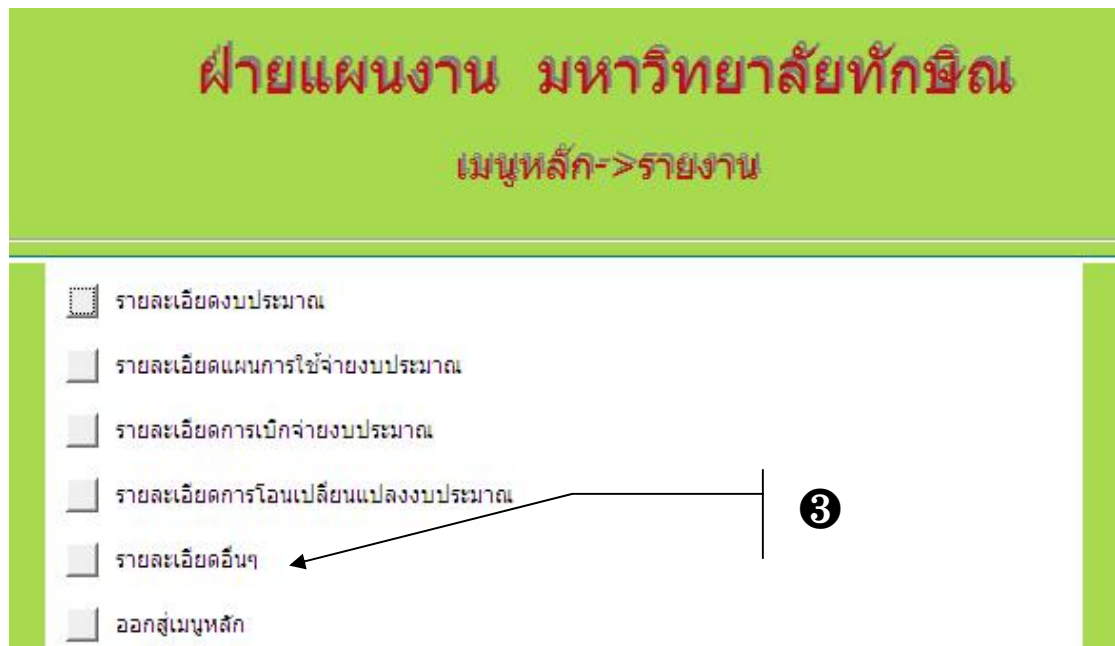 ฝ่ายแผนงาน มหาวิทยาลัยทักษิณ
เมนูหลัก->รายงาน
รายละเอียดงบประมาณ
รายละเอียดแผนการใช้จ่ายงบประมาณ
รายละเอียดการเบิกจ่ายงบประมาณ
รายละเอียดการโอนเปลี่ยนแปลงงบประมาณ
❸
รายละเอียดอื่นๆ
ออกสู่เมนูหลัก